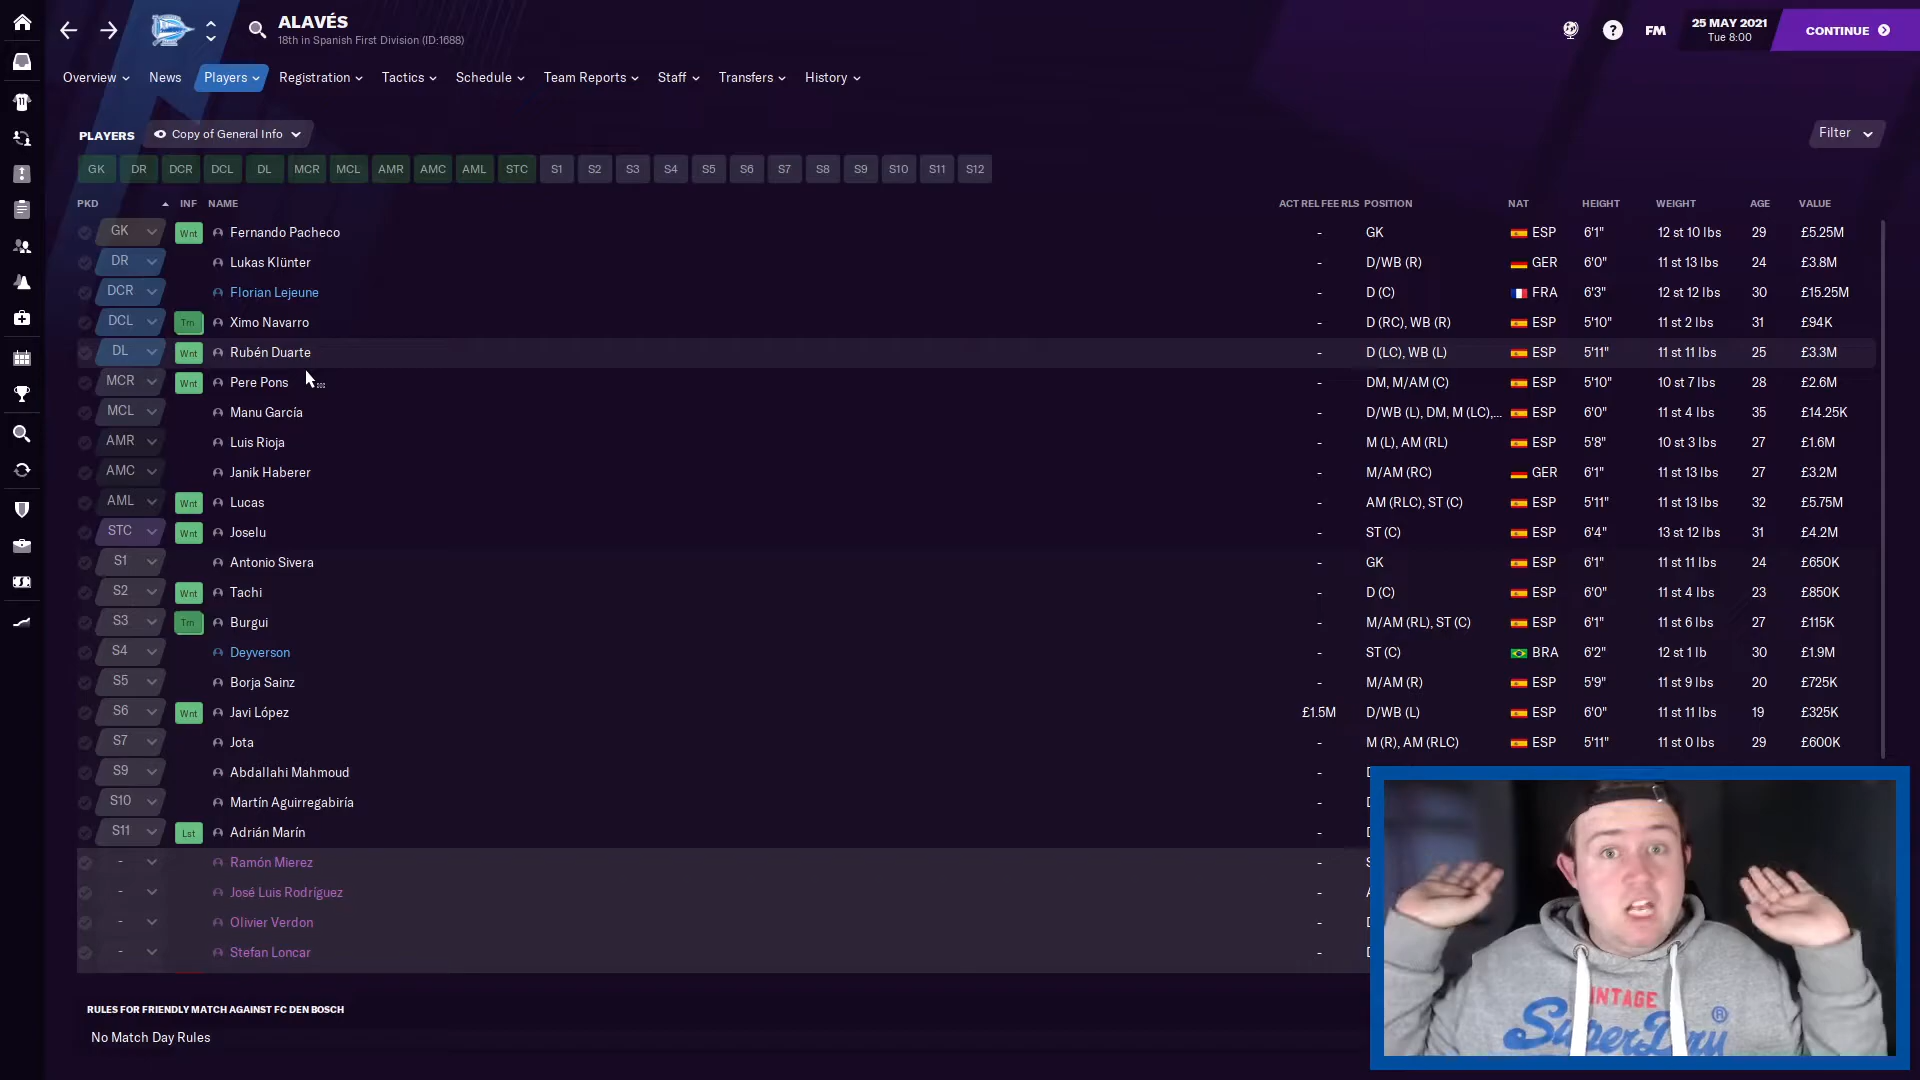 ALAVÉS
18th in Spanish First Division (ID:1688)
FM
25 MAY 2021
Tue 8:00
CONTINUE
Overview News Players Registration Tactics Schedule Team Reports Staff Transfers History
PLAYERS Copy of General Info Filter
GK DR DCR DCL DL MCR MCL AMR AMC AML STC S1 S2 S3 S4 S5 S6 S7 S8 S9 S10 S11 S12
PKD INF NAME ACT REL FEE RLS POSITION NAT HEIGHT WEIGHT AGE VALUE
GK Wnt Fernando Pacheco - GK ESP 6'1" 12 st 10 lbs 29 £5.25M
DR Lukas Klünter - D/WB (R) GER 6'0" 11 st 13 lbs 24 £3.8M
DCR Florian Lejeune - D (C) FRA 6'3" 12 st 12 lbs 30 £15.25M
DCL Trn Ximo Navarro - D (RC), WB (R) ESP 5'10" 11 st 2 lbs 31 £94K
DL Wnt Rubén Duarte - D (LC), WB (L) ESP 5'11" 11 st 11 lbs 25 £3.3M
MCR Wnt Pere Pons - DM, M/AM (C) ESP 5'10" 10 st 7 lbs 28 £2.6M
MCL Manu García - D/WB (L), DM, M (LC),... ESP 6'0" 11 st 4 lbs 35 £14.25K
AMR Luis Rioja - M (L), AM (RL) ESP 5'8" 10 st 3 lbs 27 £1.6M
AMC Janik Haberer - M/AM (RC) GER 6'1" 11 st 13 lbs 27 £3.2M
AML Wnt Lucas - AM (RLC), ST (C) ESP 5'11" 11 st 13 lbs 32 £5.75M
STC Wnt Joselu - ST (C) ESP 6'4" 13 st 12 lbs 31 £4.2M
S1 Antonio Sivera - GK ESP 6'1" 11 st 11 lbs 24 £650K
S2 Wnt Tachi - D (C) ESP 6'0" 11 st 4 lbs 23 £850K
S3 Trn Burgui - M/AM (RL), ST (C) ESP 6'1" 11 st 6 lbs 27 £115K
S4 Deyverson - ST (C) BRA 6'2" 12 st 1 lb 30 £1.9M
S5 Borja Sainz - M/AM (R) ESP 5'9" 11 st 9 lbs 20 £725K
S6 Wnt Javi López £1.5M D/WB (L) ESP 6'0" 11 st 11 lbs 19 £325K
S7 Jota - M (R), AM (RLC) ESP 5'11" 11 st 0 lbs 29 £600K
S9 Abdallahi Mahmoud -
S10 Martín Aguirregabiría -
S11 Lst Adrián Marín -
- Ramón Mierez -
- José Luis Rodríguez -
- Olivier Verdon -
- Stefan Loncar -
RULES FOR FRIENDLY MATCH AGAINST FC DEN BOSCH
No Match Day Rules
VINTAGE
SuperDry ®